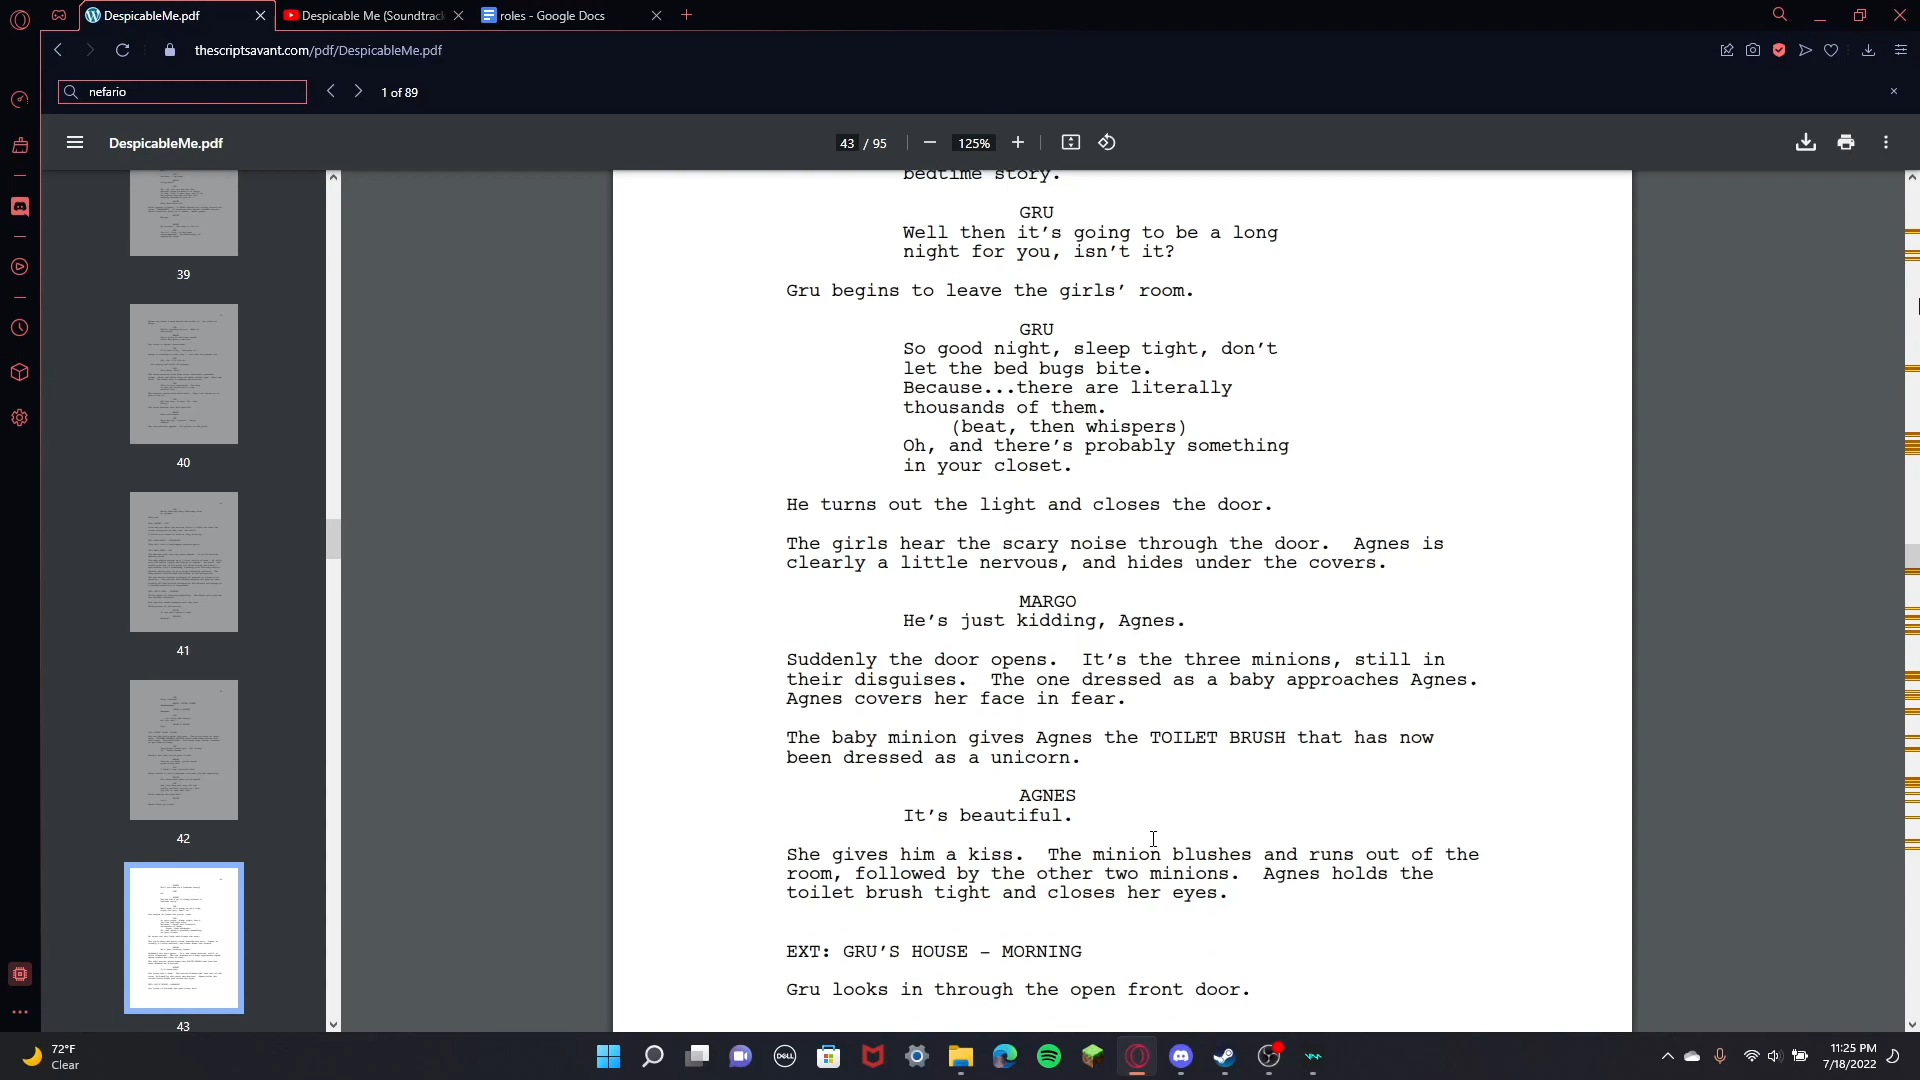 DespicableMe.pdf
Despicable Me (Soundtrac
roles - Google Docs
thescriptsavant.com/pdf/DespicableMe.pdf
nefario
1 of 89
DespicableMe.pdf
43 / 95
125%
39
40
41
42
43
bedtime story.
GRU
Well then it's going to be a long
night for you, isn't it?
Gru begins to leave the girls' room.
GRU
So good night, sleep tight, don't
let the bed bugs bite.
Because...there are literally
thousands of them.
(beat, then whispers)
Oh, and there's probably something
in your closet.
He turns out the light and closes the door.
The girls hear the scary noise through the door. Agnes is
clearly a little nervous, and hides under the covers.
MARGO
He's just kidding, Agnes.
Suddenly the door opens. It's the three minions, still in
their disguises. The one dressed as a baby approaches Agnes.
Agnes covers her face in fear.
The baby minion gives Agnes the TOILET BRUSH that has now
been dressed as a unicorn.
AGNES
It's beautiful.
She gives him a kiss. The minion blushes and runs out of the
room, followed by the other two minions. Agnes holds the
toilet brush tight and closes her eyes.
EXT: GRU'S HOUSE – MORNING
Gru looks in through the open front door.
72°F
Clear
DELL
11:25 PM
7/18/2022